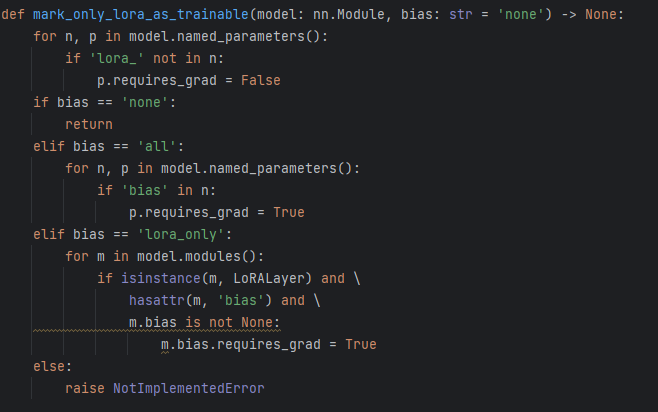 def mark_only_lora_as_trainable(model: nn.Module, bias: str = 'none') -> None:
    for n, p in model.named_parameters():
        if 'lora_' not in n:
            p.requires_grad = False
    if bias == 'none':
        return
    elif bias == 'all':
        for n, p in model.named_parameters():
            if 'bias' in n:
                p.requires_grad = True
    elif bias == 'lora_only':
        for m in model.modules():
            if isinstance(m, LoRALayer) and \
                hasattr(m, 'bias') and \
                m.bias is not None:
                    m.bias.requires_grad = True
    else:
        raise NotImplementedError